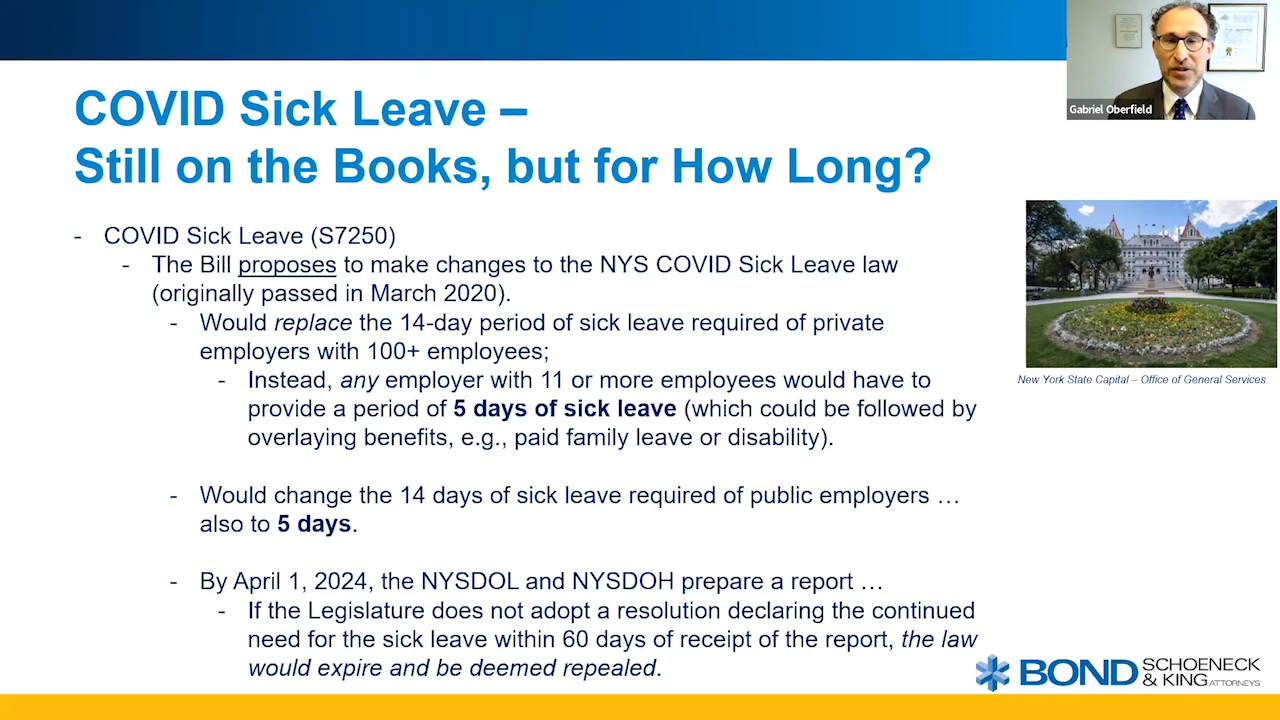 Gabriel Oberfield
COVID Sick Leave –
Still on the Books, but for How Long?
- COVID Sick Leave (S7250)
- The Bill proposes to make changes to the NYS COVID Sick Leave law
(originally passed in March 2020).
- Would replace the 14-day period of sick leave required of private
employers with 100+ employees;
- Instead, any employer with 11 or more employees would have to
provide a period of 5 days of sick leave (which could be followed by
overlaying benefits, e.g., paid family leave or disability).
- Would change the 14 days of sick leave required of public employers …
also to 5 days.
- By April 1, 2024, the NYSDOL and NYSDOH prepare a report …
- If the Legislature does not adopt a resolution declaring the continued
need for the sick leave within 60 days of receipt of the report, the law
would expire and be deemed repealed.
New York State Capital – Office of General Services
BOND SCHOENECK
& KING ATTORNEYS